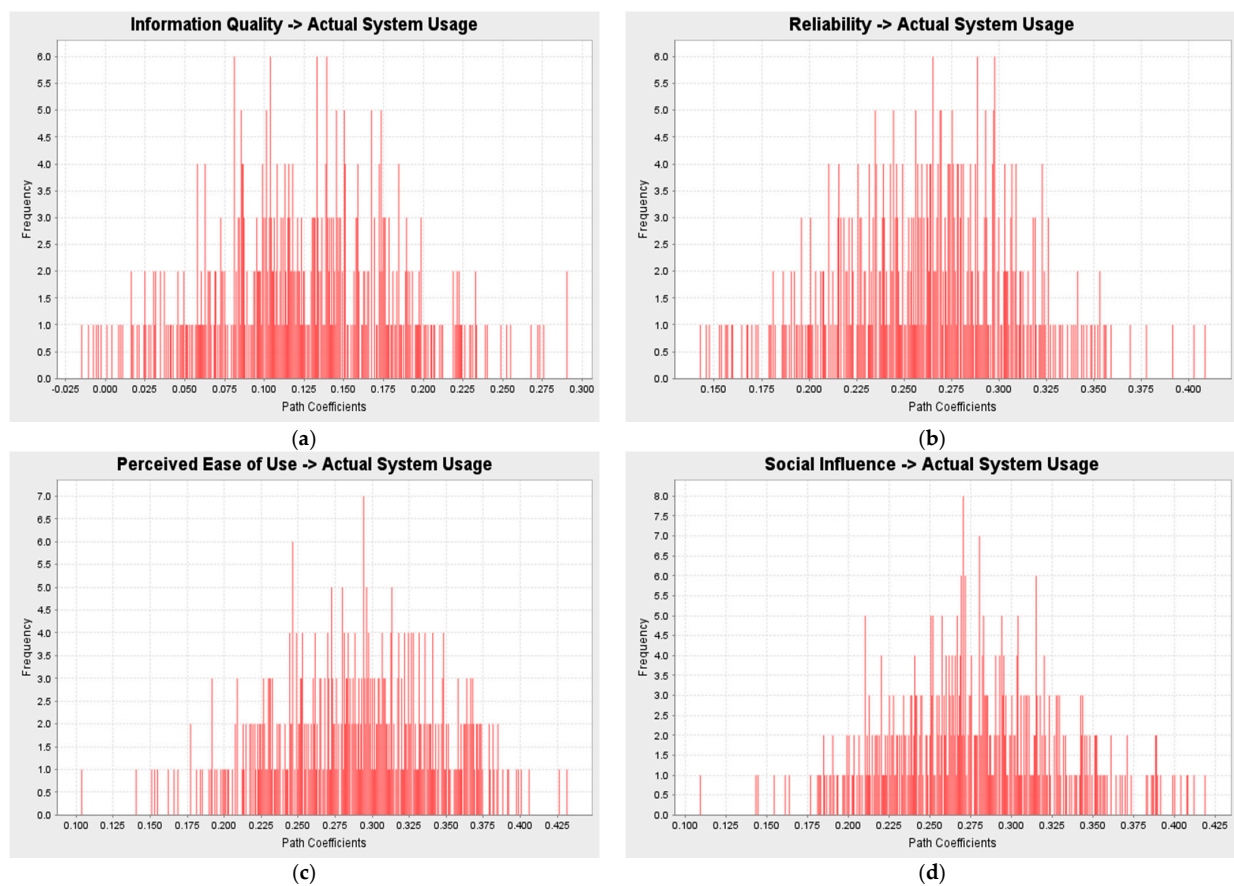 Information Quality -> Actual System Usage
6.0
5.5
5.0
4.5
4.0
3.5
3.0
2.5
2.0
1.5
1.0
0.5
0.0
Frequency
-0.025 0.000 0.025 0.050 0.075 0.100 0.125 0.150 0.175 0.200 0.225 0.250 0.275 0.300
Path Coefficients
(a)
Reliability -> Actual System Usage
6.0
5.5
5.0
4.5
4.0
3.5
3.0
2.5
2.0
1.5
1.0
0.5
0.0
Frequency
0.150 0.175 0.200 0.225 0.250 0.275 0.300 0.325 0.350 0.375 0.400
Path Coefficients
(b)
Perceived Ease of Use -> Actual System Usage
7.0
6.5
6.0
5.5
5.0
4.5
4.0
3.5
3.0
2.5
2.0
1.5
1.0
0.5
0.0
Frequency
0.100 0.125 0.150 0.175 0.200 0.225 0.250 0.275 0.300 0.325 0.350 0.375 0.400 0.425
Path Coefficients
(c)
Social Influence -> Actual System Usage
8.0
7.5
7.0
6.5
6.0
5.5
5.0
4.5
4.0
3.5
3.0
2.5
2.0
1.5
1.0
0.5
0.0
Frequency
0.100 0.125 0.150 0.175 0.200 0.225 0.250 0.275 0.300 0.325 0.350 0.375 0.400 0.425
Path Coefficients
(d)